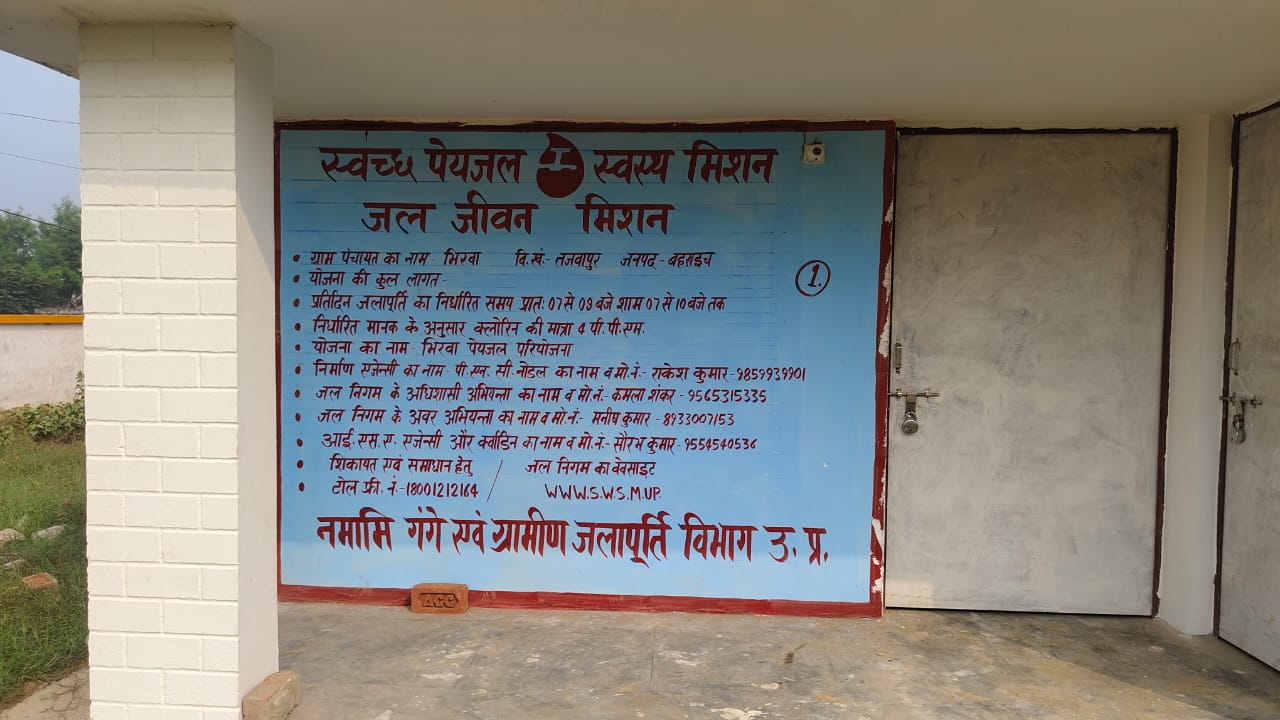 स्वच्छ पेयजल स्वस्थ मिशन
जल जीवन मिशन
1.
• ग्राम पंचायत का नाम - भिरवा वि.खं:- तजवापुर जनपद - बहराइच
• योजना की कुल लागत -
• प्रतिदिन जलापूर्ति का निर्धारित समय प्रातः 07 से 09 बजे शाम 07 से 10 बजे तक
• निर्धारित मानक के अनुसार क्लोरिन की मात्रा 4 पी. पी. एम.
• योजना का नाम - भिरवा पेयजल परियोजना
• निर्माण एजेन्सी का नाम - पी. एन. सी. नोडल का नाम व मो.नं:- राकेश कुमार - 9859939901
• जल निगम के अधिशासी अभियन्ता का नाम व मो.नं:- कमला शंकर - 9565315335
• जल निगम के अवर अभियन्ता का नाम व मो.नं:- मनीष कुमार - 8933007153
• आई. एस. ए. एजेन्सी और कर्वाडिन का नाम व मो.नं:- सौरभ कुमार - 9554540536
• शिकायत एवं समाधान हेतु / जल निगम का वेबसाइट
• टोल फ्री. नं:- 18001212164 / WWW.S.W.S.M.UP.
नमामि गंगे एवं ग्रामीण जलापूर्ति विभाग उ. प्र.
ACC